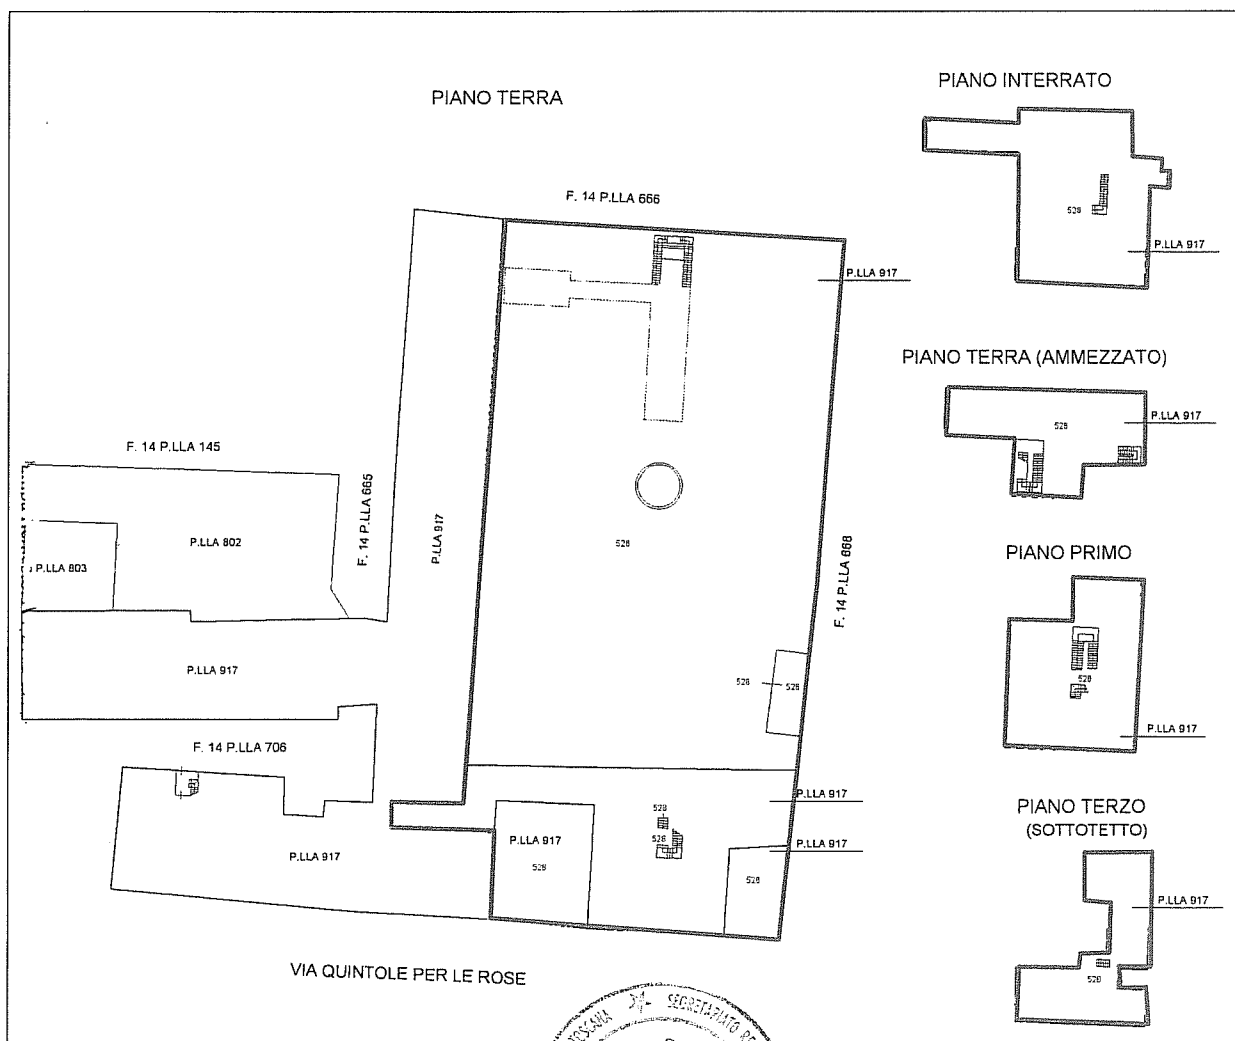 PIANO TERRA
PIANO INTERRATO
528
P.LLA 917
F. 14 P.LLA 666
P.LLA 917
PIANO TERRA (AMMEZZATO)
P.LLA 917
528
F. 14 P.LLA 145
F. 14 P.LLA 665
P.LLA 917
P.LLA 802
P.LLA 803
528
F. 14 P.LLA 668
PIANO PRIMO
528
P.LLA 917
P.LLA 917
528
528
F. 14 P.LLA 706
P.LLA 917
528
528
P.LLA 917
528
P.LLA 917
P.LLA 917
528
PIANO TERZO
(SOTTOTETTO)
P.LLA 917
528
VIA QUINTOLE PER LE ROSE
TOSCANA
SEGRETARIATO RE